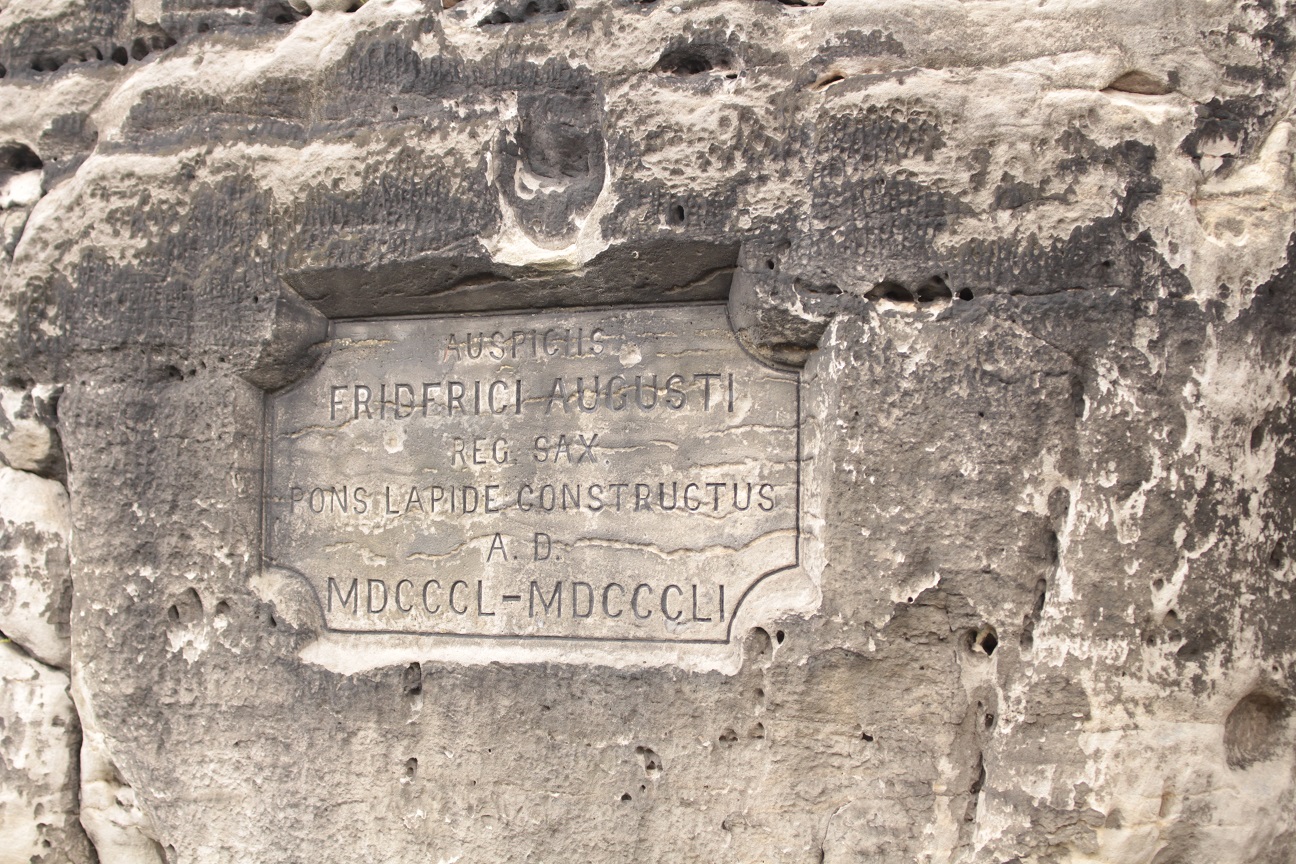 AUSPICIIS
FRIDERICI AUGUSTI
REG. SAX.
PONS LAPIDE CONSTRUCTUS
A. D.
MDCCCL-MDCCCLI